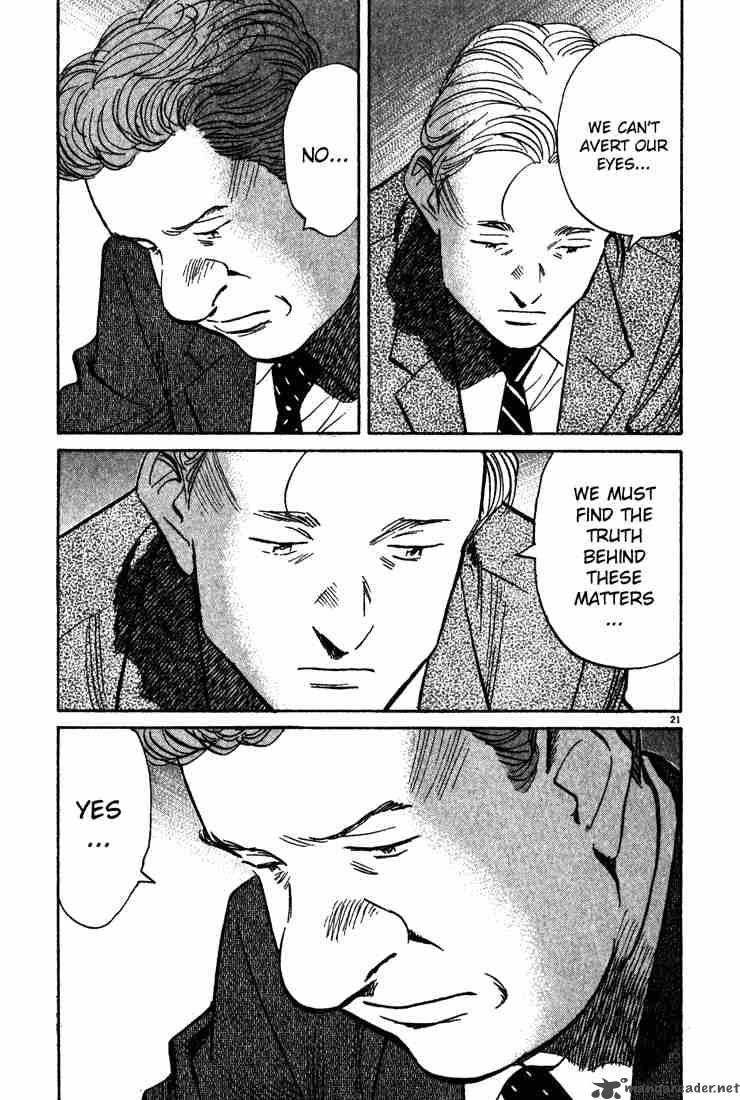 WE CAN'T
AVERT OUR
EYES...
NO...
WE MUST
FIND THE
TRUTH
BEHIND
THESE
MATTERS
...
21
YES
...
mangareader.net